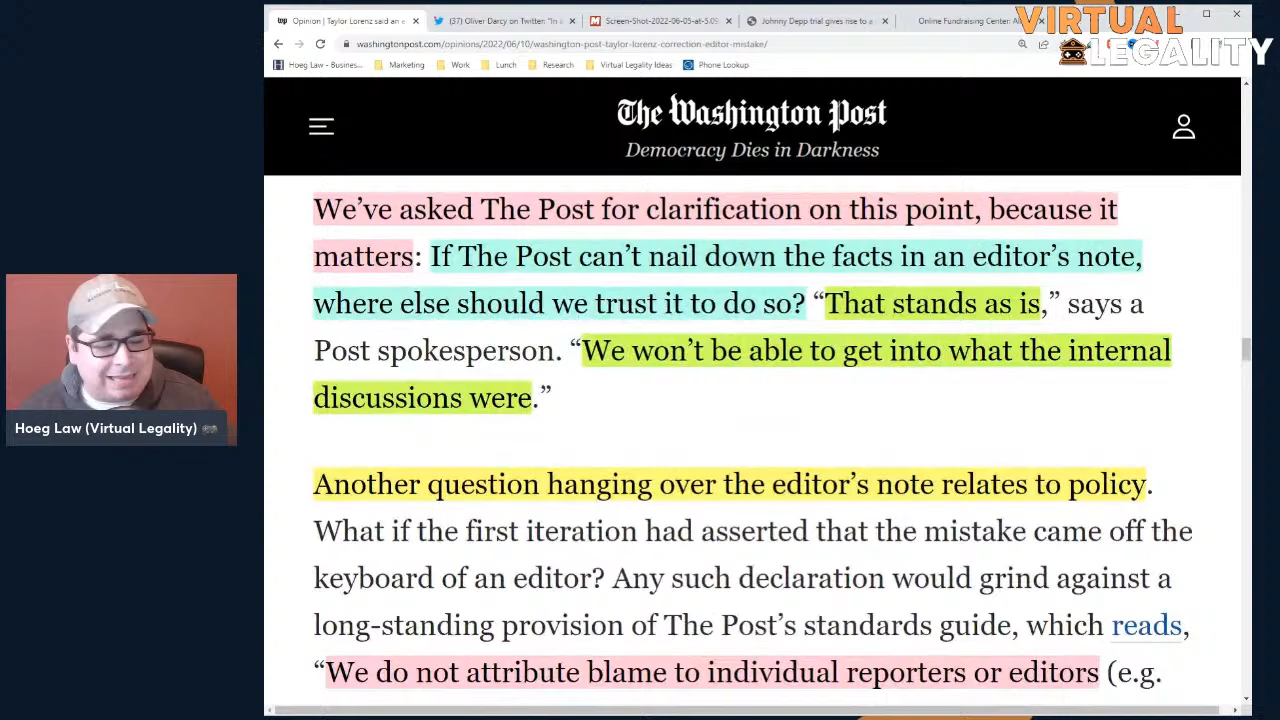 Opinion | Taylor Lorenz said an e
(37) Oliver Darcy on Twitter: "In a
Screen-Shot-2022-06-05-at-5.09
Johnny Depp trial gives rise to a
Online Fundraising Center: Al
VIRTUAL
LEGALITY
washingtonpost.com/opinions/2022/06/10/washington-post-taylor-lorenz-correction-editor-mistake/
Hoeg Law - Busines...
Marketing
Work
Lunch
Research
Virtual Legality Ideas
Phone Lookup
The Washington Post
Democracy Dies in Darkness
We've asked The Post for clarification on this point, because it
matters: If The Post can't nail down the facts in an editor's note,
where else should we trust it to do so? “That stands as is,” says a
Post spokesperson. “We won't be able to get into what the internal
discussions were.”
Hoeg Law (Virtual Legality)
Another question hanging over the editor's note relates to policy.
What if the first iteration had asserted that the mistake came off the
keyboard of an editor? Any such declaration would grind against a
long-standing provision of The Post's standards guide, which reads,
“We do not attribute blame to individual reporters or editors (e.g.